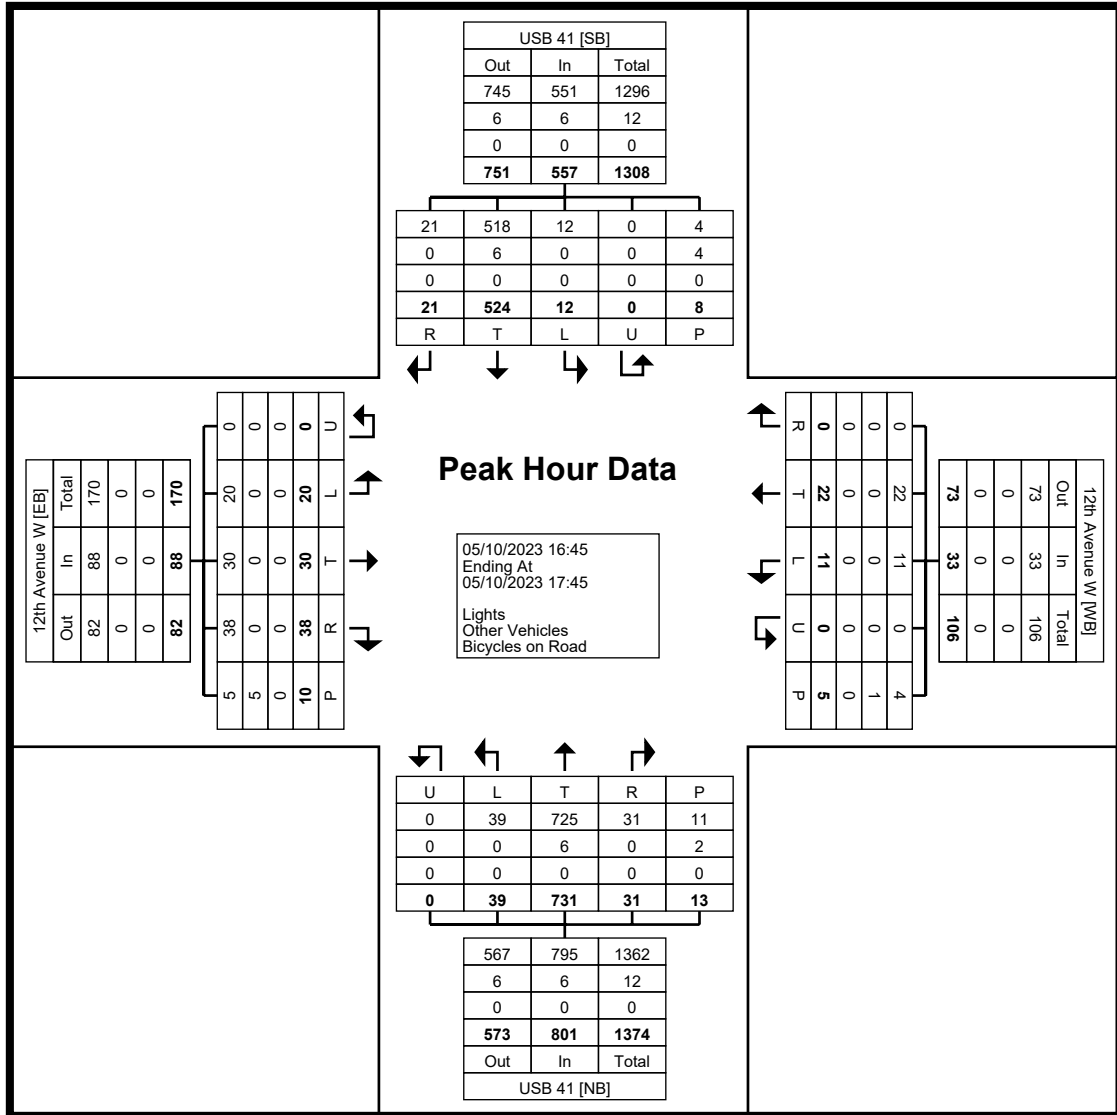 USB 41 [SB]
Out In Total
745 551 1296
6 6 12
0 0 0
751 557 1308
21 518 12 0 4
0 6 0 0 4
0 0 0 0 0
21 524 12 0 8
R T L U P
12th Avenue W [EB]
Total 170 0 0 170
In 88 0 0 88
Out 82 0 0 82
0 0 0 0 U
20 0 0 20 L
30 0 0 30 T
38 0 0 38 R
5 5 0 10 P
Peak Hour Data
05/10/2023 16:45
Ending At
05/10/2023 17:45
Lights
Other Vehicles
Bicycles on Road
R 0 0 0 0
T 22 0 0 22
L 11 0 0 11
U 0 0 0 0
P 5 0 1 4
73 0 0 73 Out
33 0 0 33 In
106 0 0 106 Total
12th Avenue W [WB]
U L T R P
0 39 725 31 11
0 0 6 0 2
0 0 0 0 0
0 39 731 31 13
567 795 1362
6 6 12
0 0 0
573 801 1374
Out In Total
USB 41 [NB]